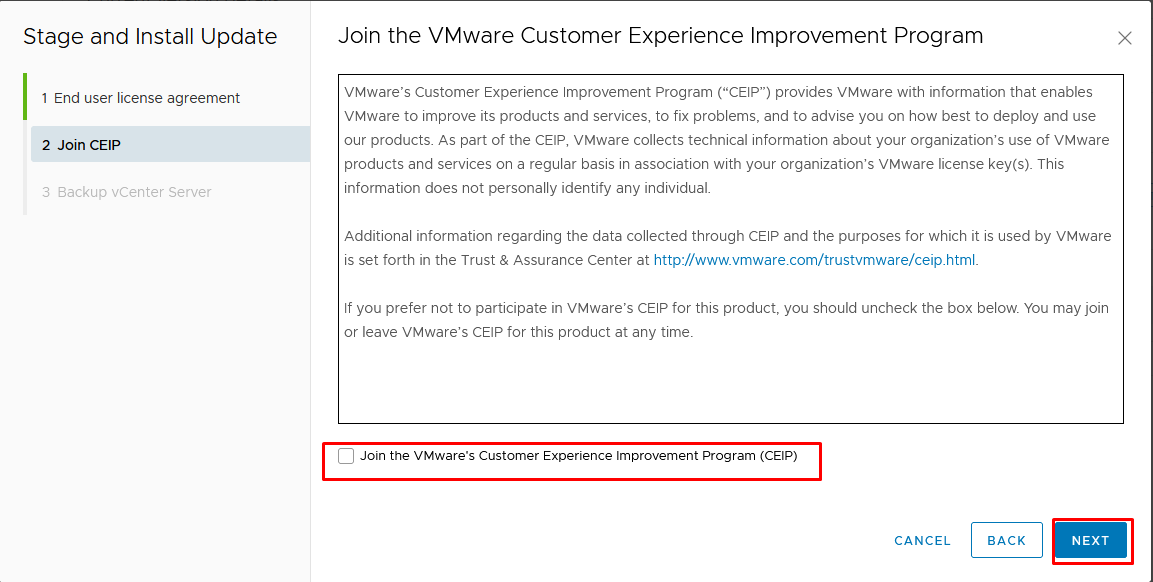 Stage and Install Update
1 End user license agreement
2 Join CEIP
3 Backup vCenter Server
Join the VMware Customer Experience Improvement Program
VMware’s Customer Experience Improvement Program (“CEIP”) provides VMware with information that enables
VMware to improve its products and services, to fix problems, and to advise you on how best to deploy and use
our products. As part of the CEIP, VMware collects technical information about your organization’s use of VMware
products and services on a regular basis in association with your organization’s VMware license key(s). This
information does not personally identify any individual.
Additional information regarding the data collected through CEIP and the purposes for which it is used by VMware
is set forth in the Trust & Assurance Center at http://www.vmware.com/trustvmware/ceip.html.
If you prefer not to participate in VMware’s CEIP for this product, you should uncheck the box below. You may join
or leave VMware’s CEIP for this product at any time.
Join the VMware's Customer Experience Improvement Program (CEIP)
CANCEL
BACK
NEXT